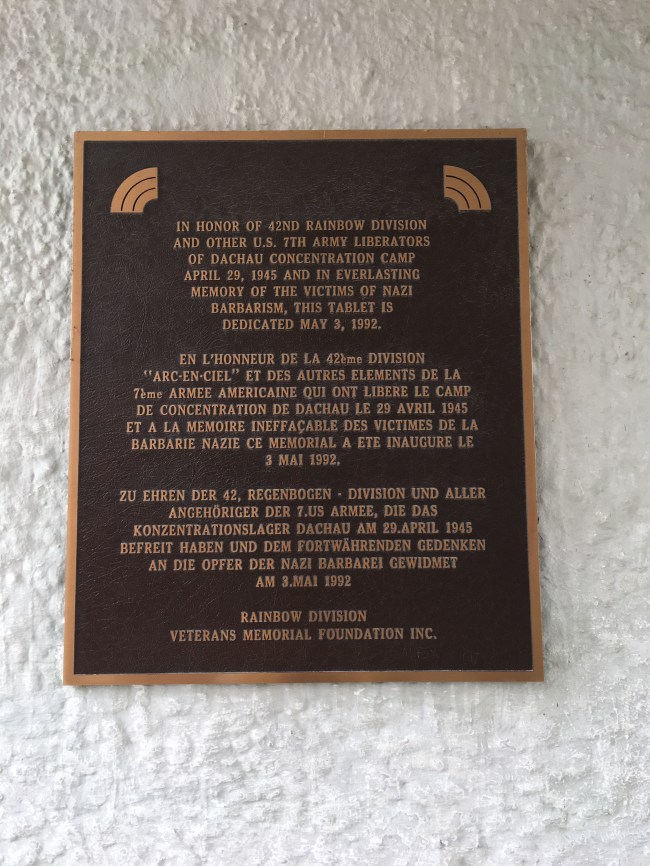 IN HONOR OF 42ND RAINBOW DIVISION
AND OTHER U.S. 7TH ARMY LIBERATORS
OF DACHAU CONCENTRATION CAMP
APRIL 29, 1945 AND IN EVERLASTING
MEMORY OF THE VICTIMS OF NAZI
BARBARISM, THIS TABLET IS
DEDICATED MAY 3, 1992.
EN L'HONNEUR DE LA 42ème DIVISION
"ARC-EN-CIEL" ET DES AUTRES ELEMENTS DE LA
7ème ARMEE AMERICAINE QUI ONT LIBERE LE CAMP
DE CONCENTRATION DE DACHAU LE 29 AVRIL 1945
ET A LA MEMOIRE INEFFAÇABLE DES VICTIMES DE LA
BARBARIE NAZIE CE MEMORIAL A ETE INAUGURE LE
3 MAI 1992.
ZU EHREN DER 42, REGENBOGEN - DIVISION UND ALLER
ANGEHÖRIGER DER 7.US ARMEE, DIE DAS
KONZENTRATIONSLAGER DACHAU AM 29.APRIL 1945
BEFREIT HABEN UND DEM FORTWÄHRENDEN GEDENKEN
AN DIE OPFER DER NAZI BARBAREI GEWIDMET
AM 3.MAI 1992
RAINBOW DIVISION
VETERANS MEMORIAL FOUNDATION INC.